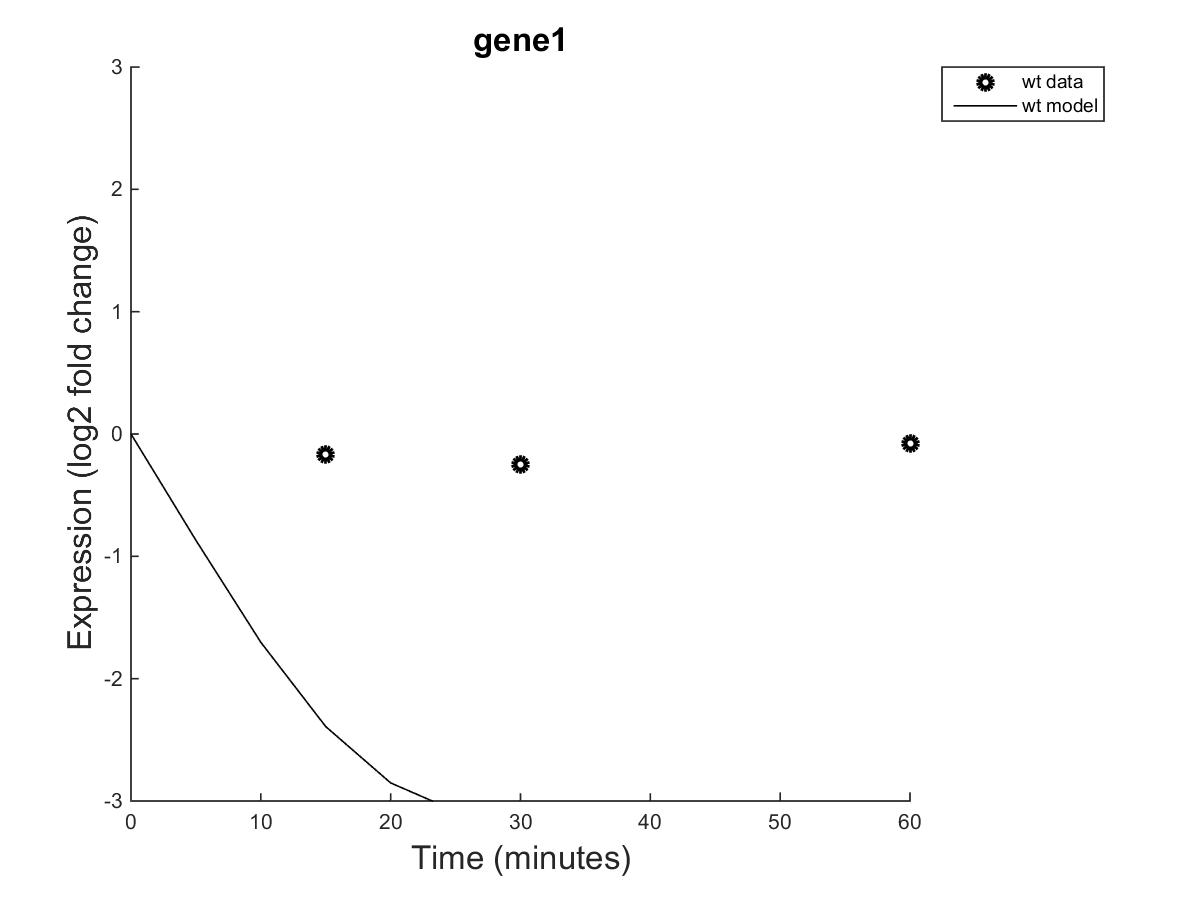 gene1
wt data
wt model
Expression (log2 fold change)
3
2
1
0
-1
-2
-3
0 10 20 30 40 50 60
Time (minutes)